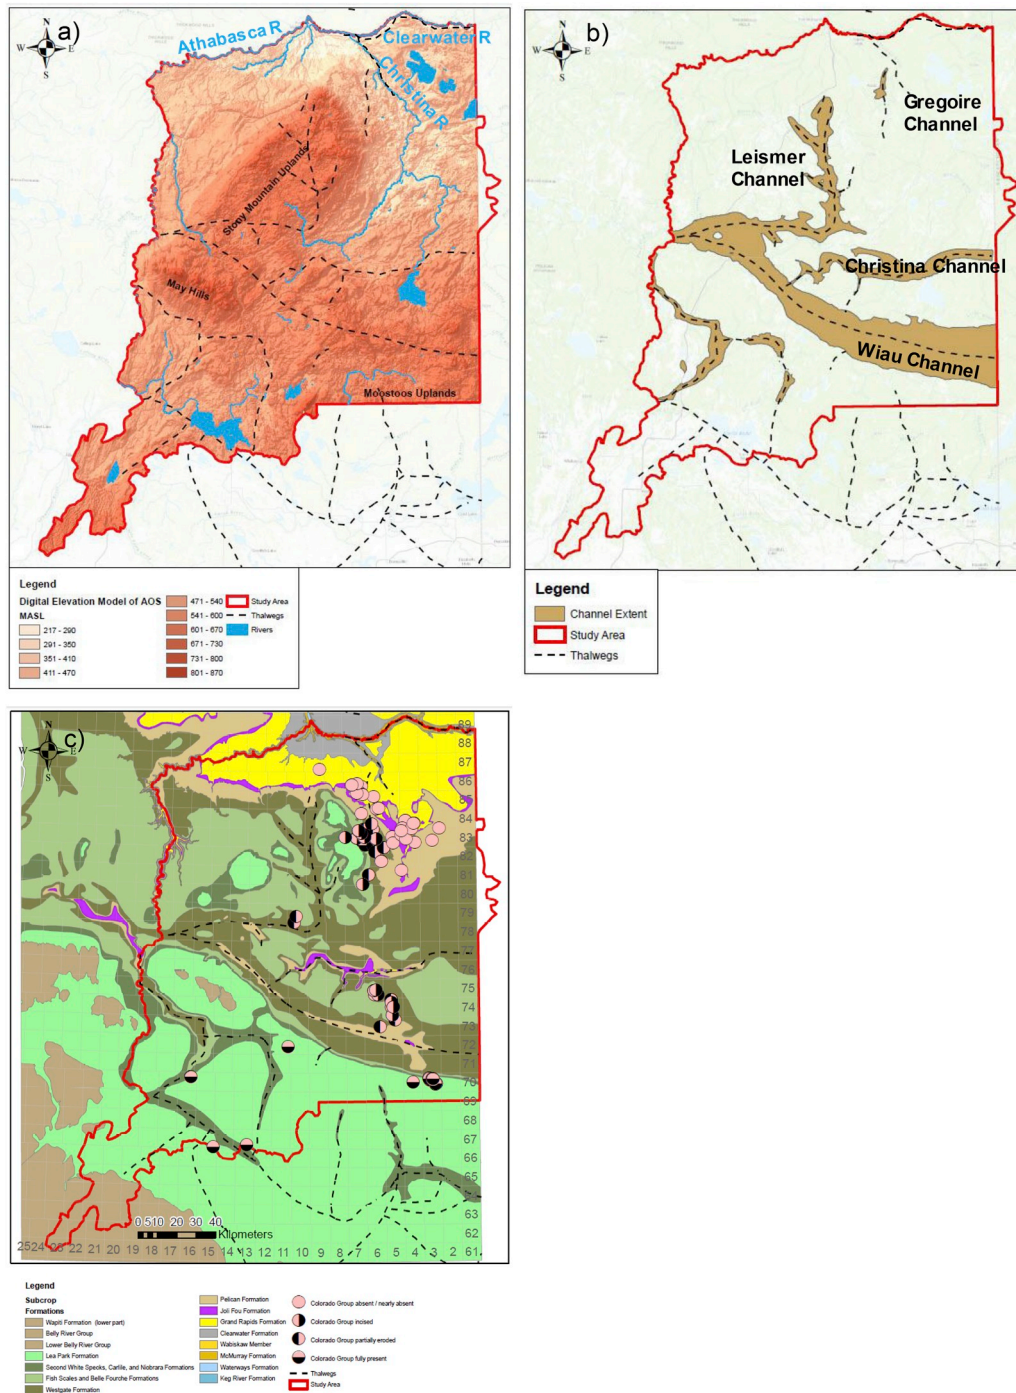 a)
N
W E
S
Athabasca R
Clearwater R
Christina R
Stony Mountain Uplands
May Hills
Moostoos Uplands
Legend
Digital Elevation Model of AOS
MASL
217 - 290
291 - 350
351 - 410
411 - 470
471 - 540
541 - 600
601 - 670
671 - 730
731 - 800
801 - 870
Study Area
Thalwegs
Rivers
b)
N
W E
S
Gregoire
Channel
Leismer
Channel
Christina Channel
Wiau Channel
Legend
Channel Extent
Study Area
Thalwegs
c)
N
W E
S
89
88
87
86
85
84
83
82
81
80
79
78
77
76
75
74
73
72
71
70
69
68
67
66
65
64
63
62
61
0 5 10 20 30 40
Kilometers
25 24 23 22 21 20 19 18 17 16 15 14 13 12 11 10 9 8 7 6 5 4 3 2 1
Legend
Subcrop
Formations
Wapiti Formation (lower part)
Belly River Group
Lower Belly River Group
Lea Park Formation
Second White Specks, Carlile, and Niobrara Formations
Fish Scales and Belle Fourche Formations
Westgate Formation
Pelican Formation
Joli Fou Formation
Grand Rapids Formation
Clearwater Formation
Wabiskaw Member
McMurray Formation
Waterways Formation
Keg River Formation
Colorado Group absent / nearly absent
Colorado Group incised
Colorado Group partially eroded
Colorado Group fully present
Thalwegs
Study Area